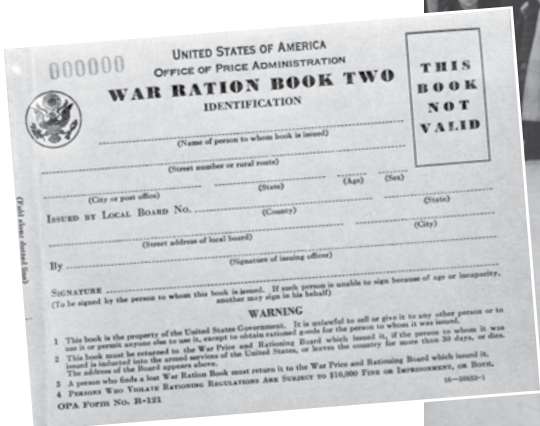 000000
UNITED STATES OF AMERICA
OFFICE OF PRICE ADMINISTRATION
WAR RATION BOOK TWO
IDENTIFICATION
THIS
BOOK
NOT
VALID
(Name of person to whom book is issued)
(Street number or rural route)
(City or post office) (State) (Age) (Sex)
ISSUED BY LOCAL BOARD NO. (County) (State)
(Street address of local board) (City)
By
(Signature of issuing officer)
SIGNATURE
(To be signed by the person to whom this book is issued. If such person is unable to sign because of age or incapacity,
another may sign in his behalf)
WARNING
1 This book is the property of the United States Government. It is unlawful to sell or give it to any other person or to
use it or permit anyone else to use it, except to obtain rationed goods for the person to whom it was issued.
2 This book must be returned to the War Price and Rationing Board which issued it, if the person to whom it was
issued is inducted into the armed services of the United States, or leaves the country for more than 30 days, or dies.
The address of the Board appears above.
3 A person who finds a lost War Ration Book must return it to the War Price and Rationing Board which issued it.
4 PERSONS WHO VIOLATE RATIONING REGULATIONS ARE SUBJECT TO $10,000 FINE OR IMPRISONMENT, OR BOTH.
OPA FORM NO. R-121
(Fold along dotted line)